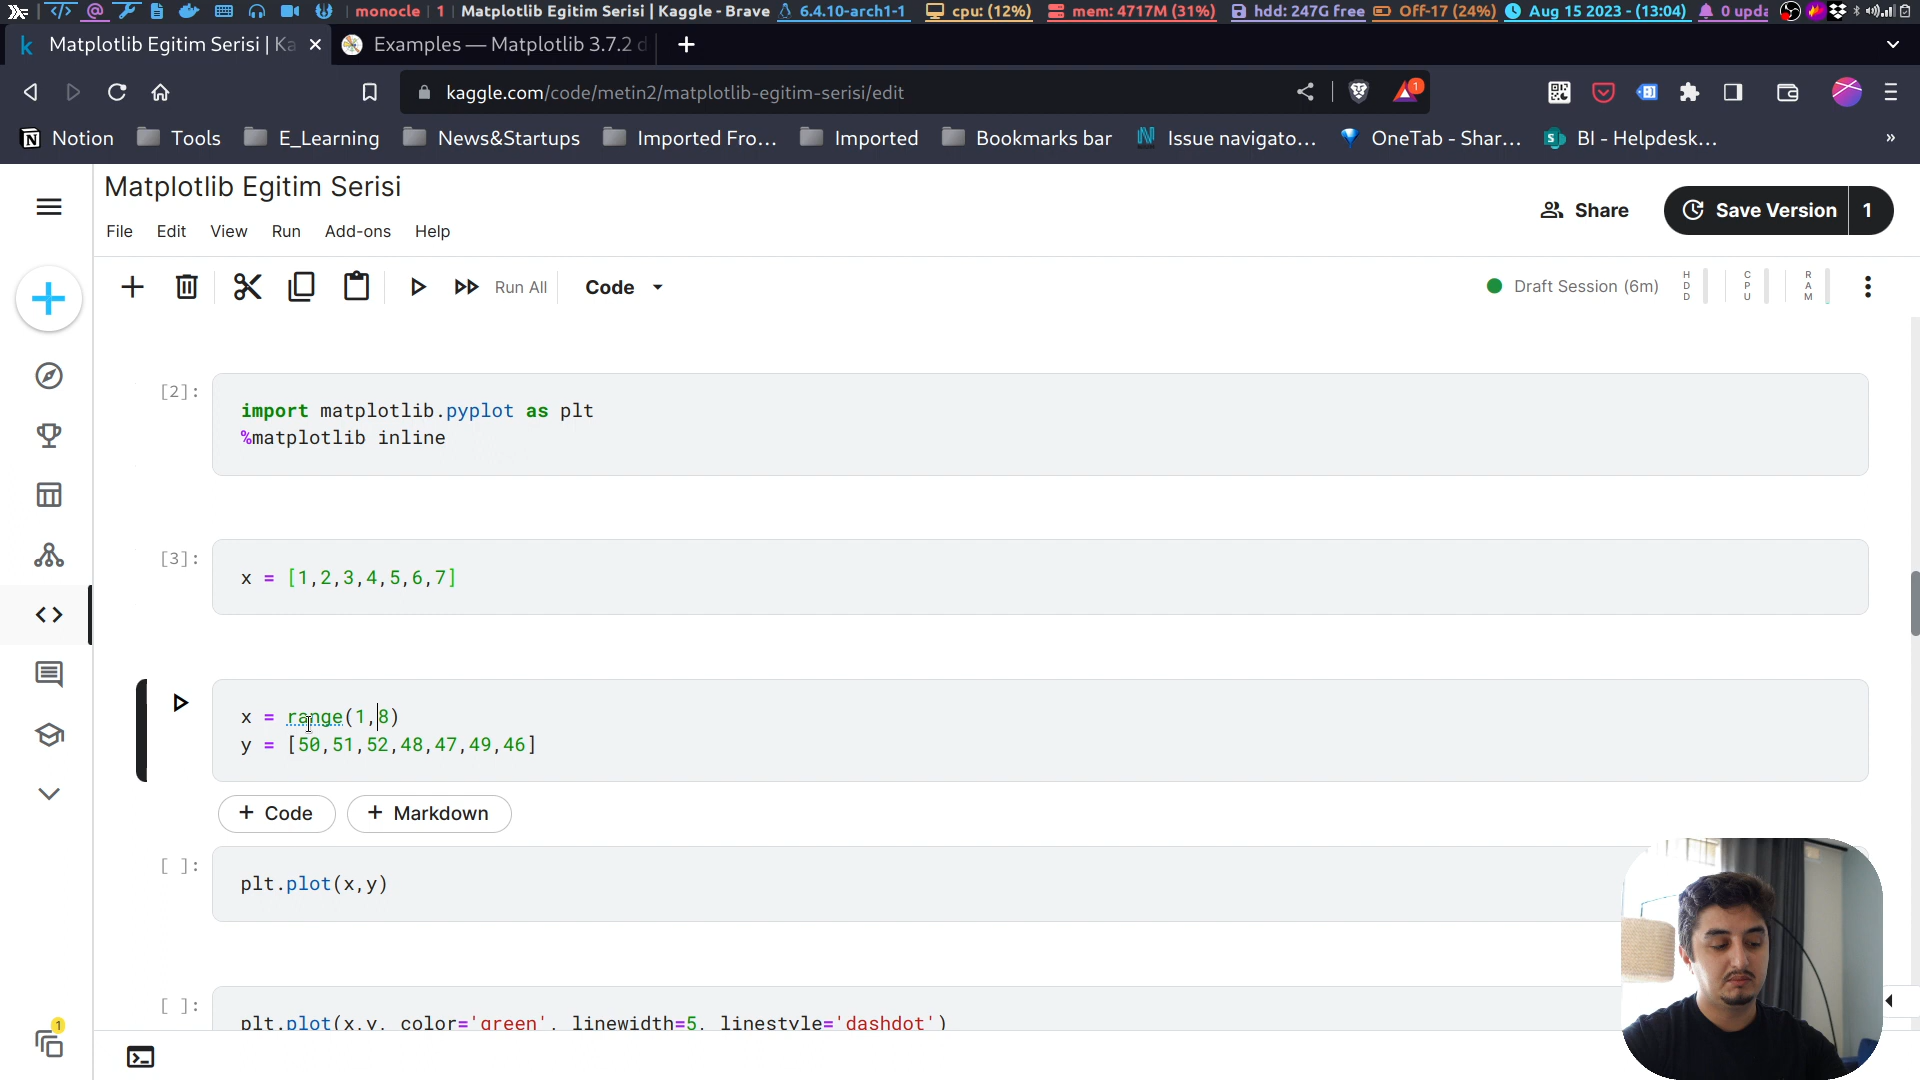 monocle 1 Matplotlib Egitim Serisi | Kaggle - Brave 6.4.10-arch1-1 cpu: (12%) mem: 4717M (31%) hdd: 247G free Off-17 (24%) Aug 15 2023 - (13:04) 0 upda
Matplotlib Egitim Serisi | Ka Examples — Matplotlib 3.7.2 d
kaggle.com/code/metin2/matplotlib-egitim-serisi/edit 1
Notion Tools E_Learning News&Startups Imported Fro... Imported Bookmarks bar Issue navigato... OneTab - Shar... BI - Helpdesk... »
Matplotlib Egitim Serisi
Share Save Version 1
File Edit View Run Add-ons Help
Run All Code Draft Session (6m) HDD CPU RAM
[2]:
import matplotlib.pyplot as plt
%matplotlib inline
[3]:
x = [1,2,3,4,5,6,7]
x = range(1,8)
y = [50,51,52,48,47,49,46]
+ Code + Markdown
[ ]:
plt.plot(x,y)
[ ]:
plt.plot(x,y, color='green', linewidth=5, linestyle='dashdot')
1